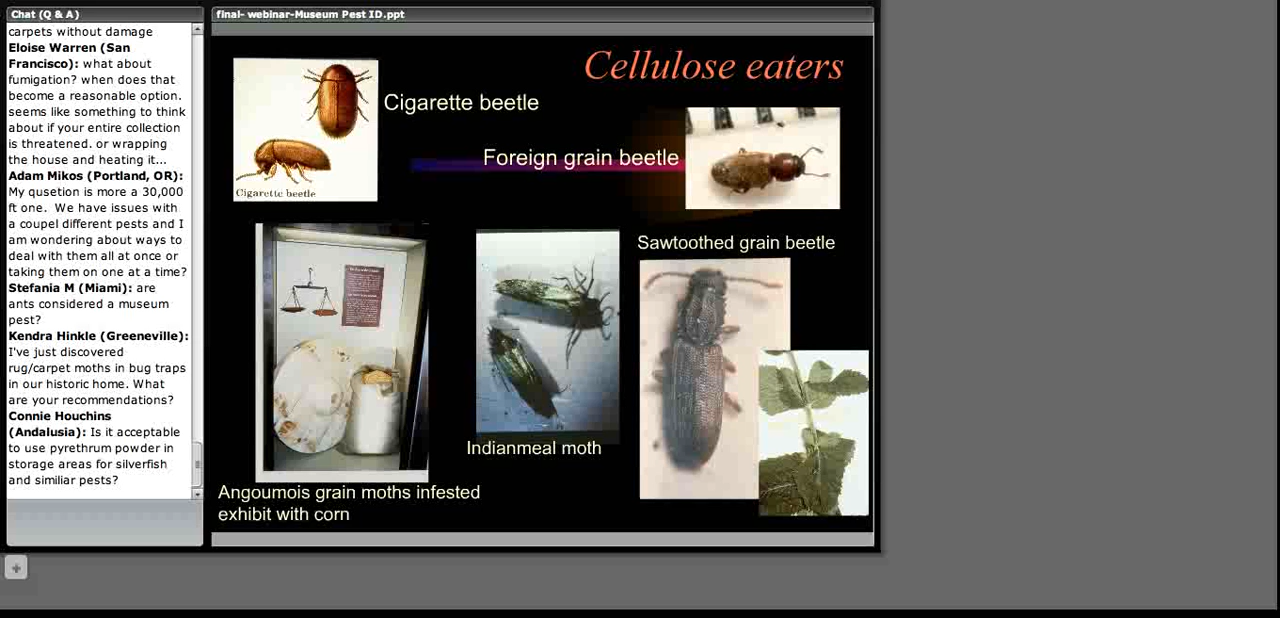 Chat (Q & A)
carpets without damage
Eloise Warren (San
Francisco): what about
fumigation? when does that
become a reasonable option.
seems like something to think
about if your entire collection
is threatened. or wrapping
the house and heating it...
Adam Mikos (Portland, OR):
My qusetion is more a 30,000
ft one.  We have issues with
a coupel different pests and I
am wondering about ways to
deal with them all at once or
taking them on one at a time?
Stefania M (Miami): are
ants considered a museum
pest?
Kendra Hinkle (Greeneville):
I've just discovered
rug/carpet moths in bug traps
in our historic home. What
are your recommendations?
Connie Houchins
(Andalusia): Is it acceptable
to use pyrethrum powder in
storage areas for silverfish
and similiar pests?
final- webinar-Museum Pest ID.ppt
Cellulose eaters
Cigarette beetle
Cigarette beetle
Foreign grain beetle
Sawtoothed grain beetle
Indianmeal moth
Angoumois grain moths infested
exhibit with corn